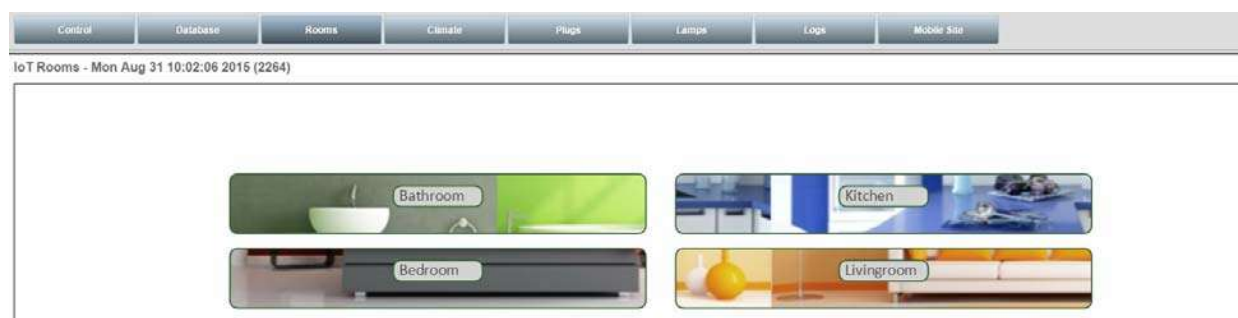 Control Database Rooms Climate Plugs Lamps Logs Mobile Site
IoT Rooms - Mon Aug 31 10:02:06 2015 (2264)
Bathroom Kitchen
Bedroom Livingroom